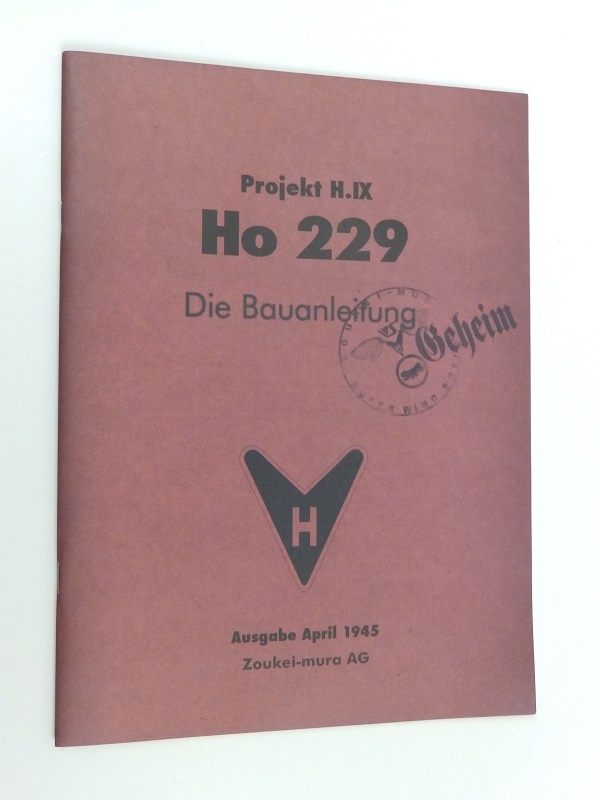 Projekt H.IX
Ho 229
Die Bauanleitung
Geheim
H
Ausgabe April 1945
Zoukei-mura AG